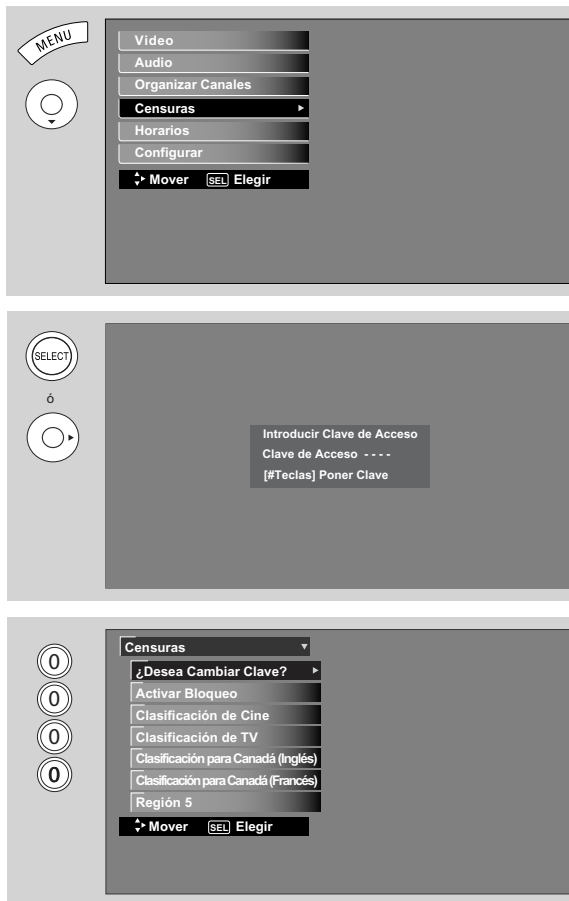 MENU
Video
Audio
Organizar Canales
Censuras
Horarios
Configurar
Mover SEL Elegir
SELECT
ó
Introducir Clave de Acceso
Clave de Acceso - - - -
[#Teclas] Poner Clave
0
0
0
0
Censuras
¿Desea Cambiar Clave?
Activar Bloqueo
Clasificación de Cine
Clasificación de TV
Clasificación para Canadá (Inglés)
Clasificación para Canadá (Francés)
Región 5
Mover SEL Elegir